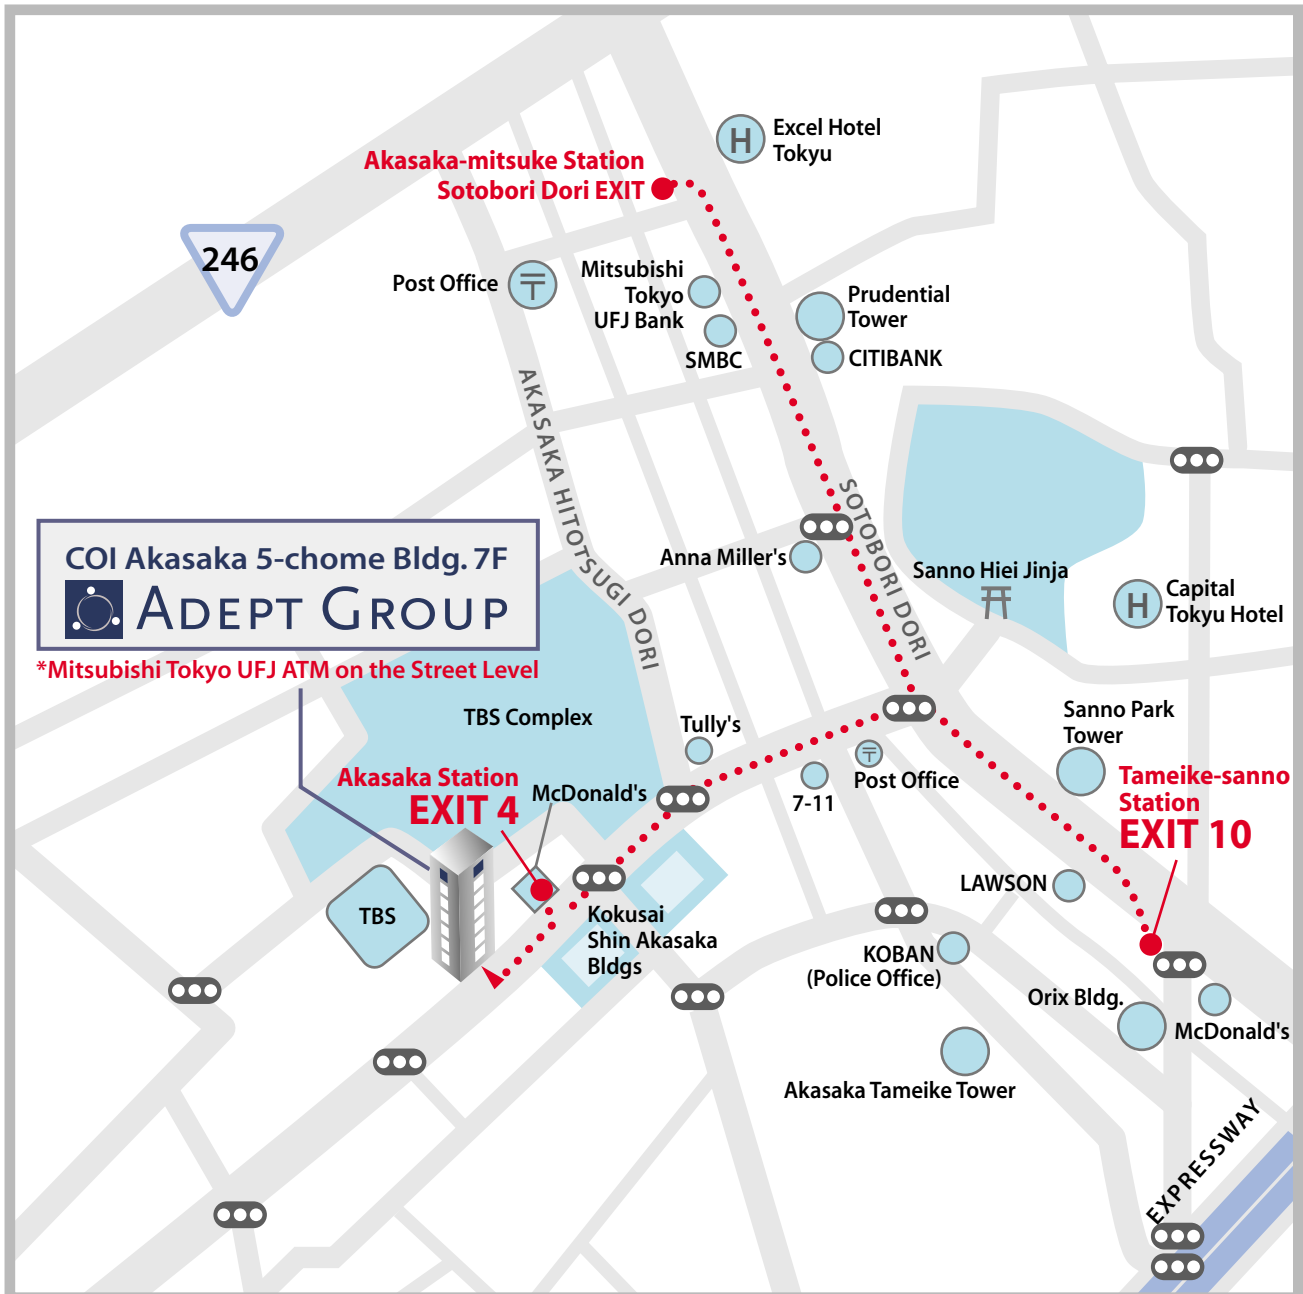 Excel Hotel
Tokyu
H
Akasaka-mitsuke Station
Sotobori Dori EXIT
246
Post Office
〒
Mitsubishi
Tokyo
UFJ Bank
SMBC
Prudential
Tower
CITIBANK
AKASAKA HITOTSUGI DORI
SOTOBORI DORI
COI Akasaka 5-chome Bldg. 7F
ADEPT GROUP
*Mitsubishi Tokyo UFJ ATM on the Street Level
Anna Miller's
Sanno Hiei Jinja
H
Capital
Tokyu Hotel
TBS Complex
Tully's
Sanno Park
Tower
Akasaka Station
EXIT 4
McDonald's
7-11
〒
Post Office
Tameike-sanno
Station
EXIT 10
TBS
Kokusai
Shin Akasaka
Bldgs
LAWSON
KOBAN
(Police Office)
Orix Bldg.
McDonald's
Akasaka Tameike Tower
EXPRESSWAY